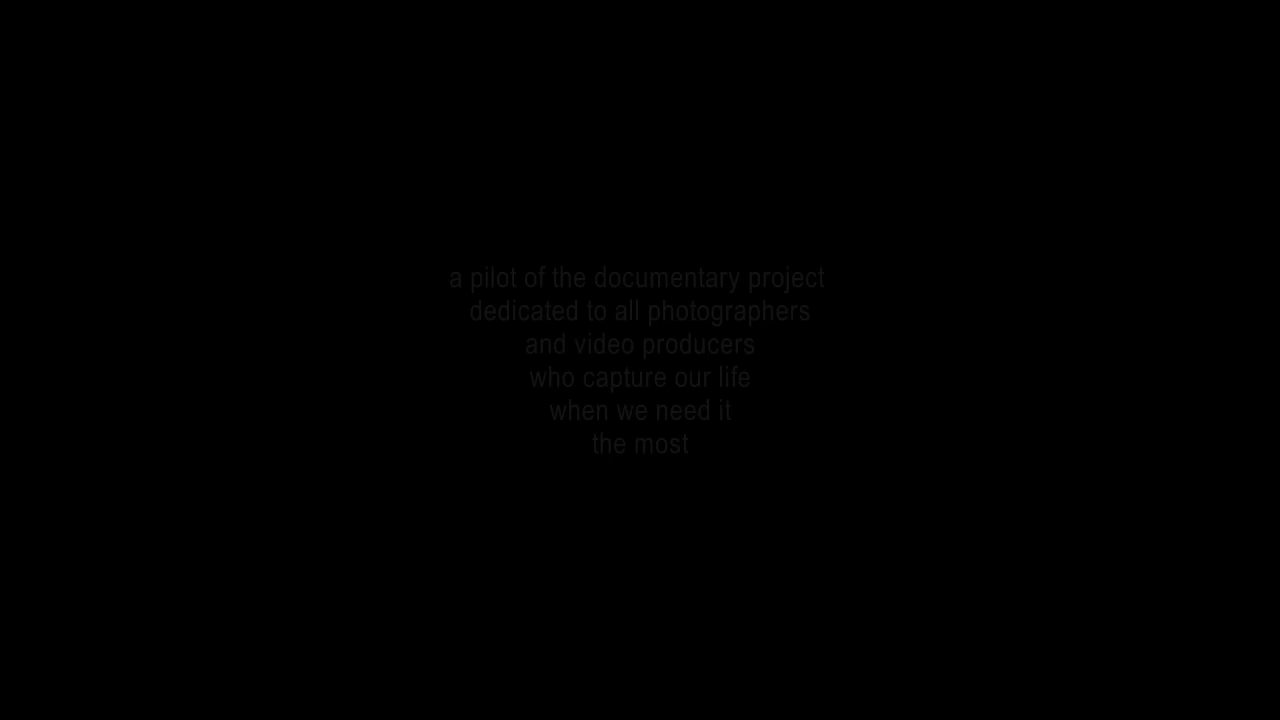 a pilot of the documentary project
dedicated to all photographers
and video producers
who capture our life
when we need it
the most